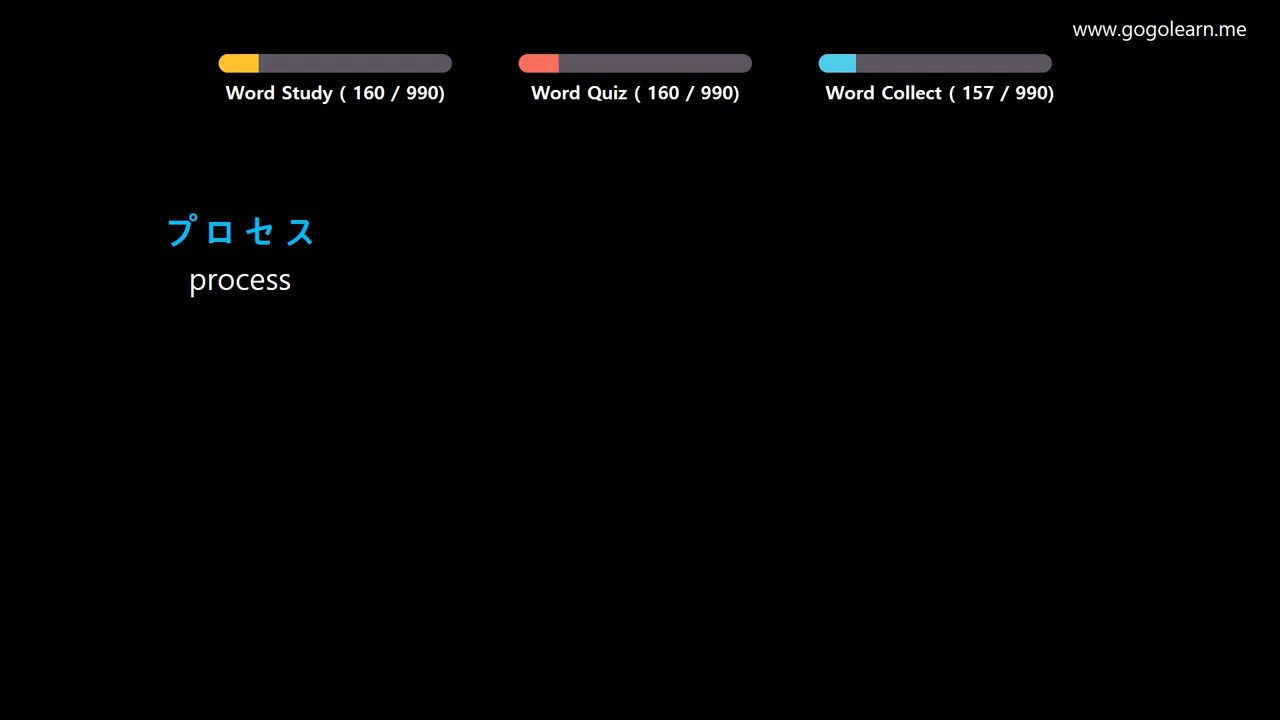 www.gogolearn.me
Word Study ( 160 / 990)
Word Quiz ( 160 / 990)
Word Collect ( 157 / 990)
プロセス
process